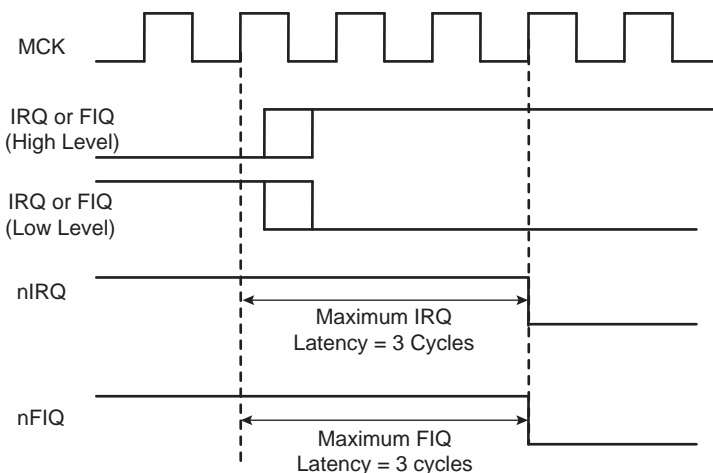 MCK
IRQ or FIQ
(High Level)
IRQ or FIQ
(Low Level)
nIRQ
Maximum IRQ
Latency = 3 Cycles
nFIQ
Maximum FIQ
Latency = 3 cycles